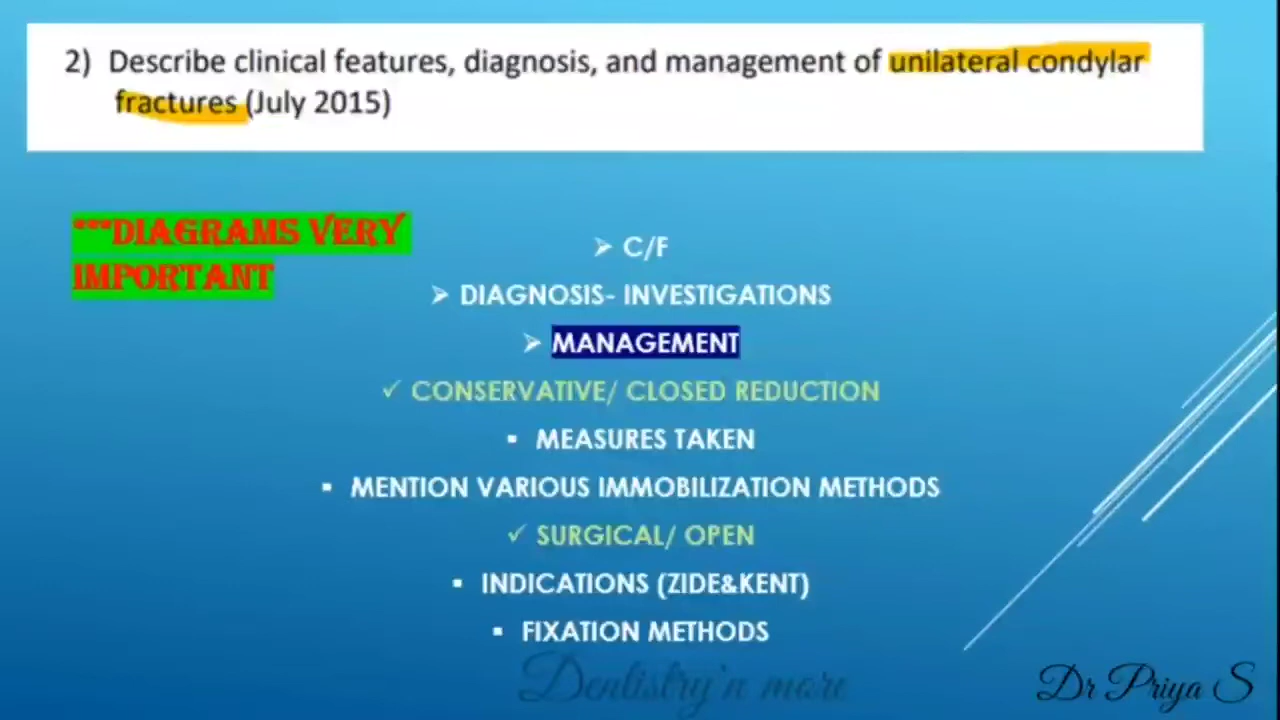 2) Describe clinical features, diagnosis, and management of unilateral condylar
fractures (July 2015)
***DIAGRAMS VERY
IMPORTANT
➢ C/F
➢ DIAGNOSIS- INVESTIGATIONS
➢ MANAGEMENT
✓ CONSERVATIVE/ CLOSED REDUCTION
▪ MEASURES TAKEN
▪ MENTION VARIOUS IMMOBILIZATION METHODS
✓ SURGICAL/ OPEN
▪ INDICATIONS (ZIDE&KENT)
▪ FIXATION METHODS
Dentistry'n more
Dr Priya S